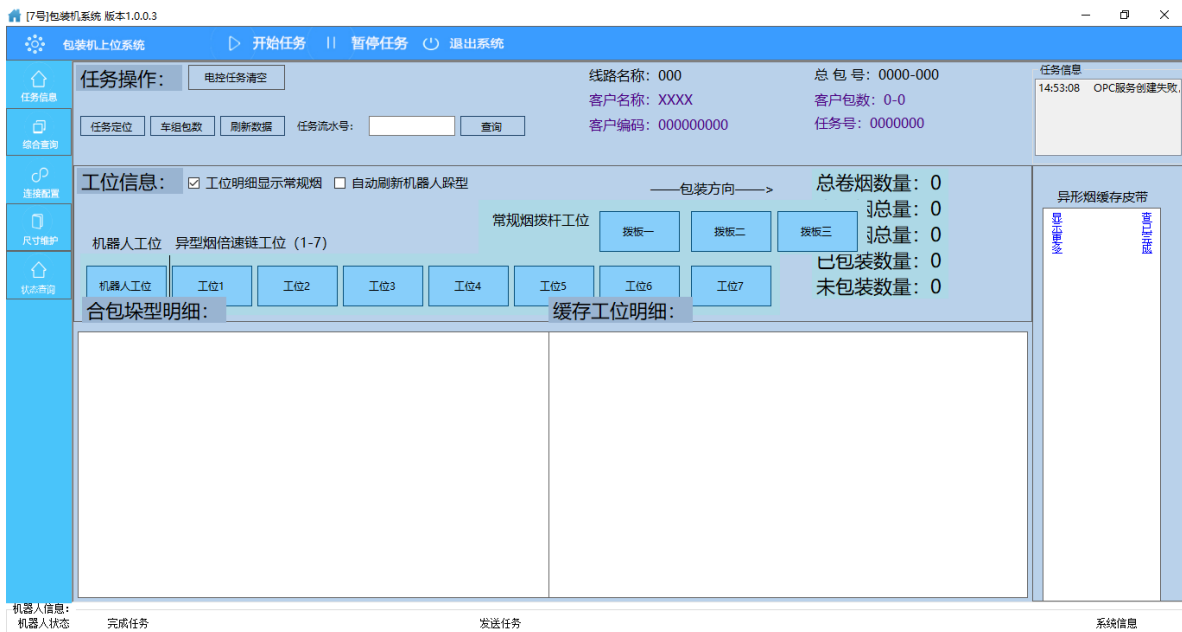 [7号]包装机系统 版本1.0.0.3
包装机上位系统 开始任务 暂停任务 退出系统
任务信息
综合查询
连接配置
尺寸维护
状态查询
任务操作： 电控任务清空
任务定位 车组包数 刷新数据 任务流水号： 查询
线路名称：000 总 包 号：0000-000
客户名称：XXXX 客户包数：0-0
客户编码：000000000 任务号：0000000
任务信息
14:53:08 OPC服务创建失败,
工位信息： 工位明细显示常规烟 自动刷新机器人跺型
——包装方向——>
总卷烟数量：0
烟总量：0
烟总量：0
已包装数量：0
未包装数量：0
常规烟拨杆工位 拨板一 拨板二 拨板三
机器人工位 异型烟倍速链工位（1-7）
机器人工位 工位1 工位2 工位3 工位4 工位5 工位6 工位7
合包垛型明细： 缓存工位明细：
异形烟缓存皮带
显示更多 查已完成
机器人信息：
机器人状态 完成任务 发送任务 系统信息